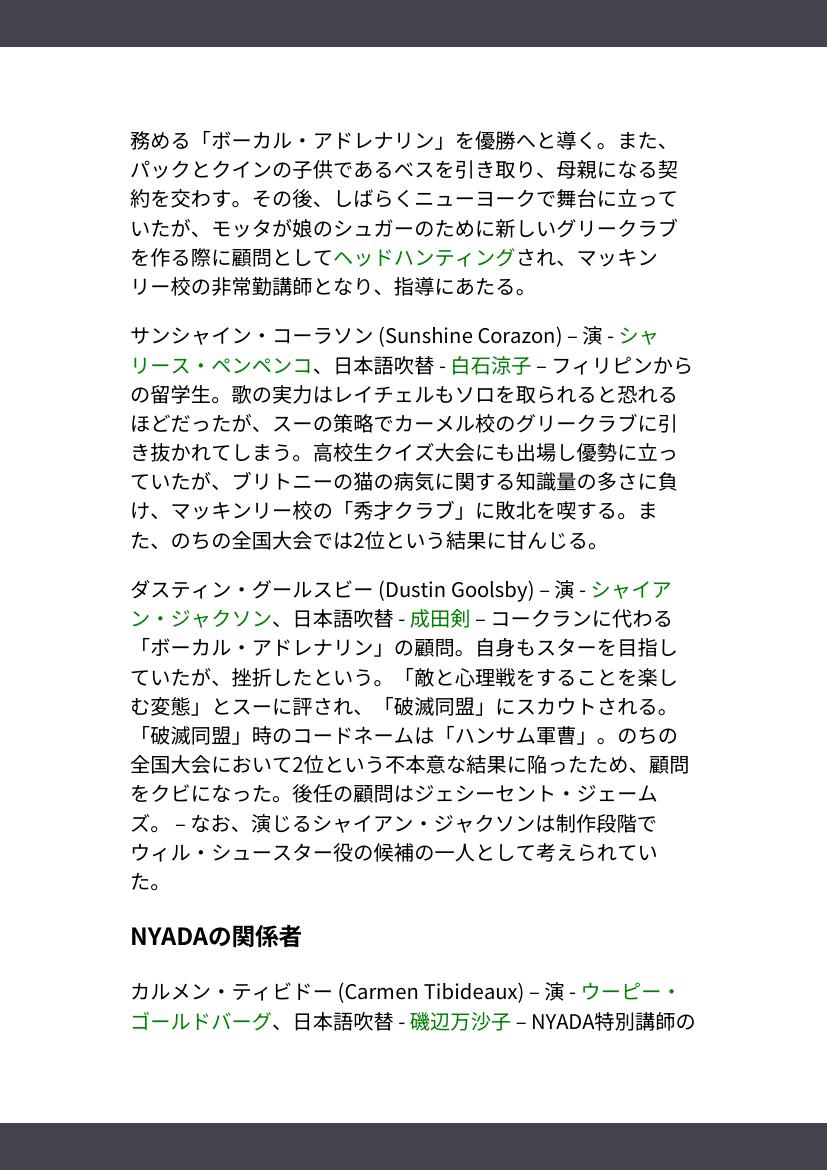 務める「ボーカル・アドレナリン」を優勝へと導く。また、
パックとクインの子供であるベスを引き取り、母親になる契
約を交わす。その後、しばらくニューヨークで舞台に立って
いたが、モッタが娘のシュガーのために新しいグリークラブ
を作る際に顧問としてヘッドハンティングされ、マッキン
リー校の非常勤講師となり、指導にあたる。
サンシャイン・コーラソン (Sunshine Corazon) – 演 - シャ
リース・ペンペンコ、日本語吹替 - 白石涼子 – フィリピンから
の留学生。歌の実力はレイチェルもソロを取られると恐れる
ほどだったが、スーの策略でカーメル校のグリークラブに引
き抜かれてしまう。高校生クイズ大会にも出場し優勢に立っ
ていたが、ブリトニーの猫の病気に関する知識量の多さに負
け、マッキンリー校の「秀才クラブ」に敗北を喫する。ま
た、のちの全国大会では2位という結果に甘んじる。
ダスティン・グールスビー (Dustin Goolsby) – 演 - シャイア
ン・ジャクソン、日本語吹替 - 成田剣 – コークランに代わる
「ボーカル・アドレナリン」の顧問。自身もスターを目指し
ていたが、挫折したという。「敵と心理戦をすることを楽し
む変態」とスーに評され、「破滅同盟」にスカウトされる。
「破滅同盟」時のコードネームは「ハンサム軍曹」。のちの
全国大会において2位という不本意な結果に陥ったため、顧問
をクビになった。後任の顧問はジェシーセント・ジェーム
ズ。 – なお、演じるシャイアン・ジャクソンは制作段階で
ウィル・シュースター役の候補の一人として考えられてい
た。
NYADAの関係者
カルメン・ティビドー (Carmen Tibideaux) – 演 - ウーピー・
ゴールドバーグ、日本語吹替 - 磯辺万沙子 – NYADA特別講師の